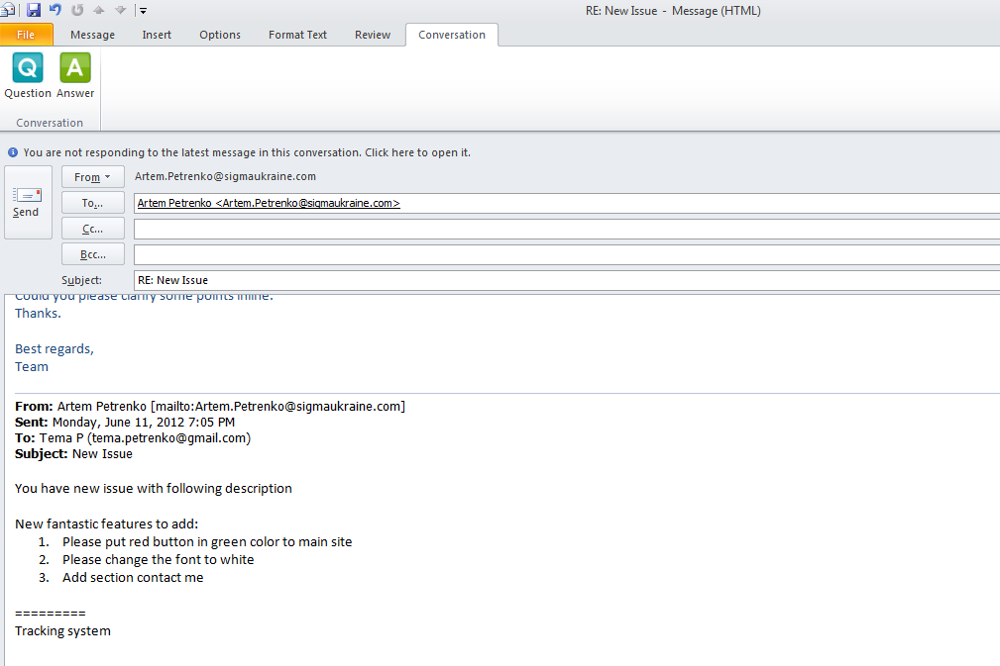 RE: New Issue - Message (HTML)
File Message Insert Options Format Text Review Conversation
Q A
Question Answer
Conversation
You are not responding to the latest message in this conversation. Click here to open it.
From Artem.Petrenko@sigmaukraine.com
To... Artem Petrenko <Artem.Petrenko@sigmaukraine.com>
Send
Cc...
Bcc...
Subject: RE: New Issue
Could you please clarify some points inline.
Thanks.
Best regards,
Team
From: Artem Petrenko [mailto:Artem.Petrenko@sigmaukraine.com]
Sent: Monday, June 11, 2012 7:05 PM
To: Tema P (tema.petrenko@gmail.com)
Subject: New Issue
You have new issue with following description
New fantastic features to add:
1. Please put red button in green color to main site
2. Please change the font to white
3. Add section contact me
=========
Tracking system